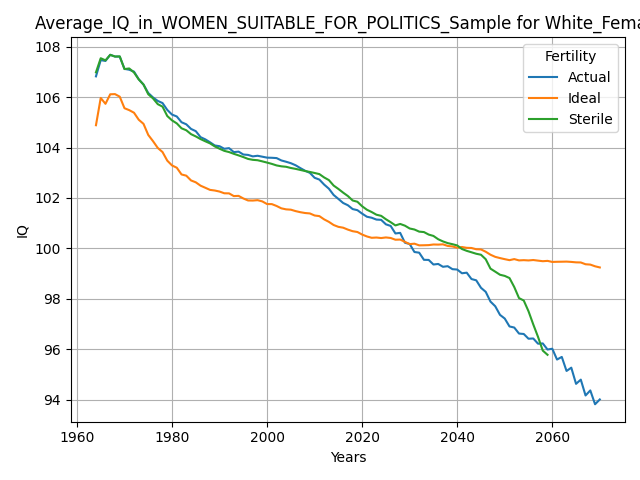 Average_IQ_in_WOMEN_SUITABLE_FOR_POLITICS_Sample for White_Fema
Fertility
Actual
Ideal
Sterile
IQ
108
106
104
102
100
98
96
94
1960 1980 2000 2020 2040 2060
Years